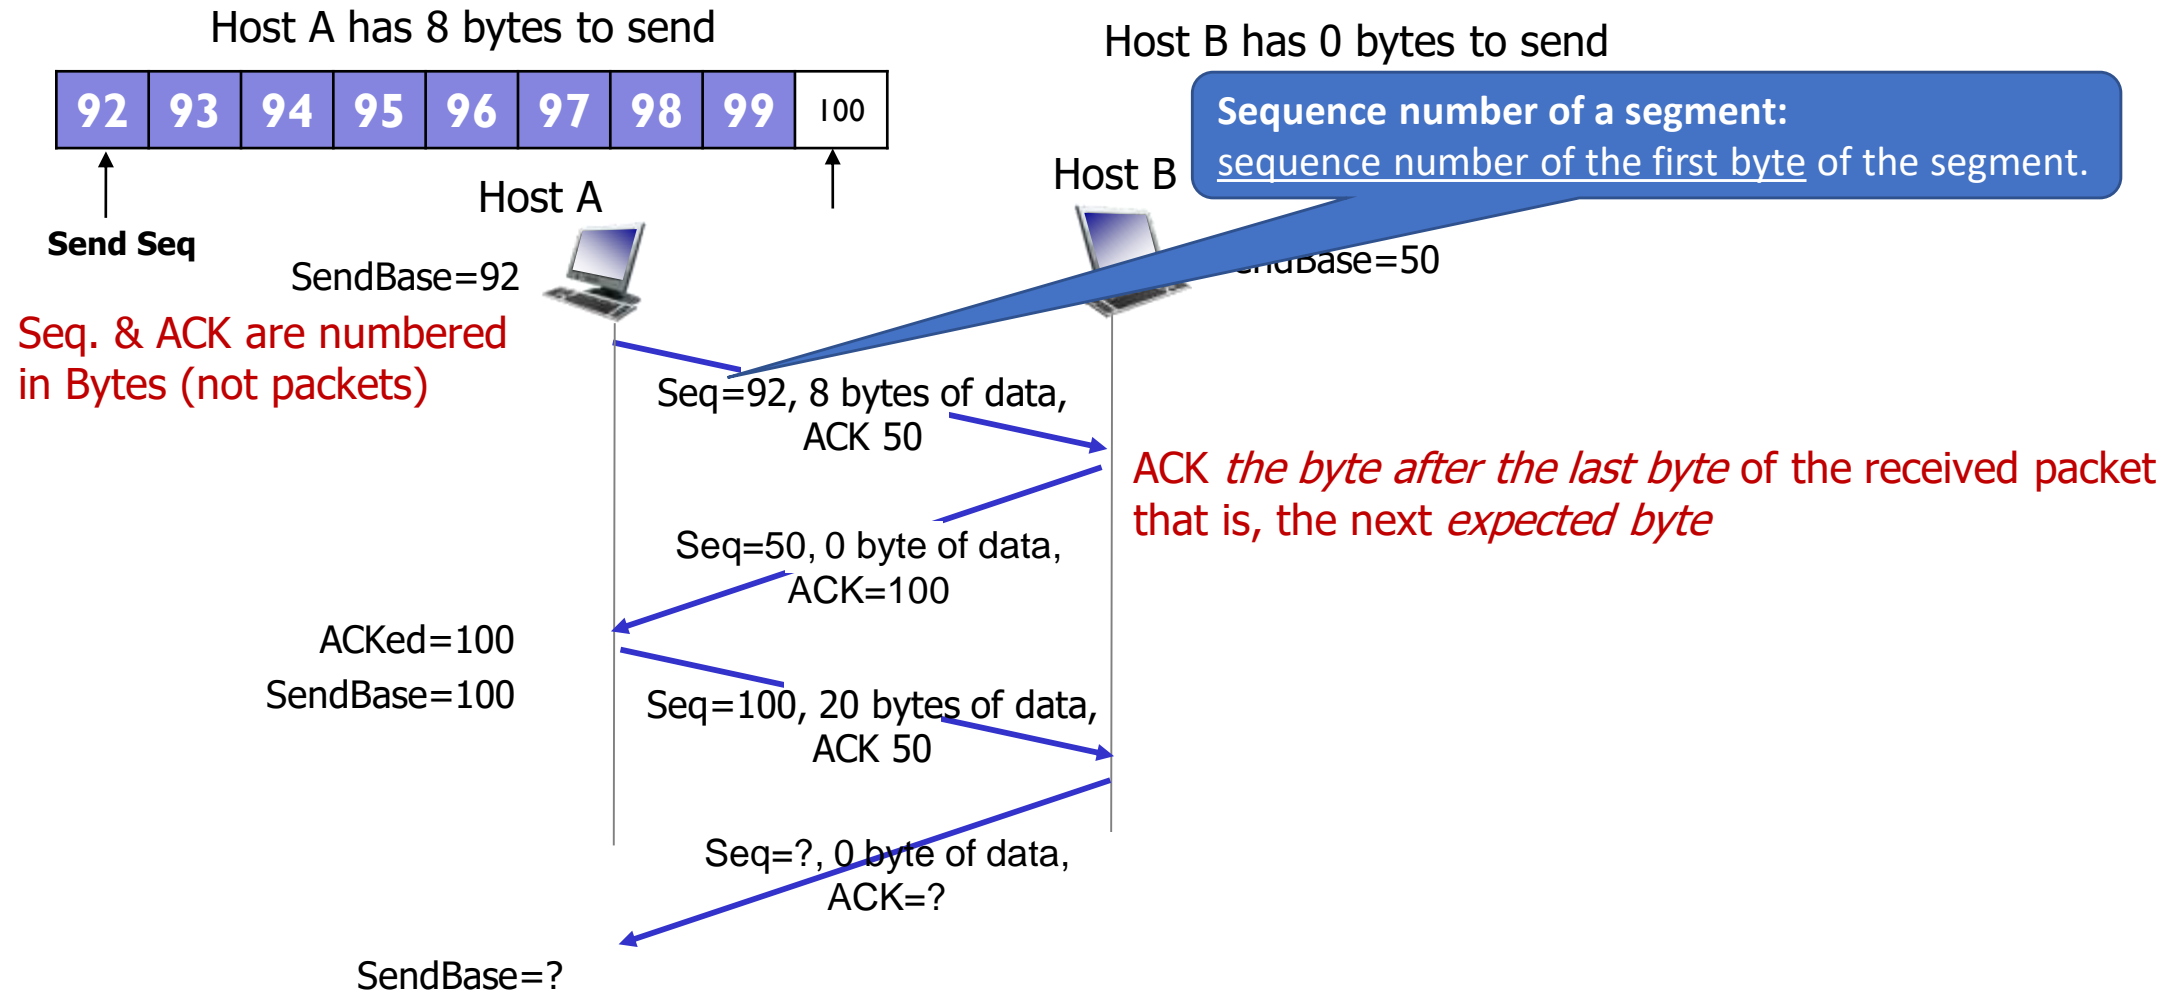 Host A has 8 bytes to send
Host B has 0 bytes to send
92 93 94 95 96 97 98 99 100
Sequence number of a segment:
sequence number of the first byte of the segment.
Host A
Host B
Send Seq
SendBase=92
endBase=50
Seq. & ACK are numbered
in Bytes (not packets)
Seq=92, 8 bytes of data,
ACK 50
ACK the byte after the last byte of the received packet
that is, the next expected byte
Seq=50, 0 byte of data,
ACK=100
ACKed=100
SendBase=100
Seq=100, 20 bytes of data,
ACK 50
Seq=?, 0 byte of data,
ACK=?
SendBase=?